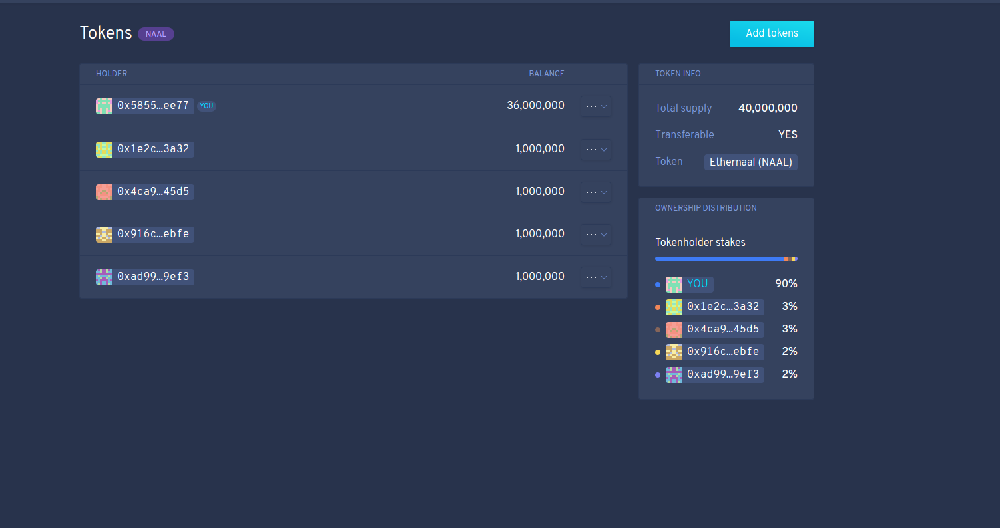 Tokens NAAL
Add tokens
HOLDER BALANCE
0x5855…ee77 YOU 36,000,000
0x1e2c…3a32 1,000,000
0x4ca9…45d5 1,000,000
0x916c…ebfe 1,000,000
0xad99…9ef3 1,000,000
TOKEN INFO
Total supply 40,000,000
Transferable YES
Token Ethernaal (NAAL)
OWNERSHIP DISTRIBUTION
Tokenholder stakes
YOU 90%
0x1e2c…3a32 3%
0x4ca9…45d5 3%
0x916c…ebfe 2%
0xad99…9ef3 2%